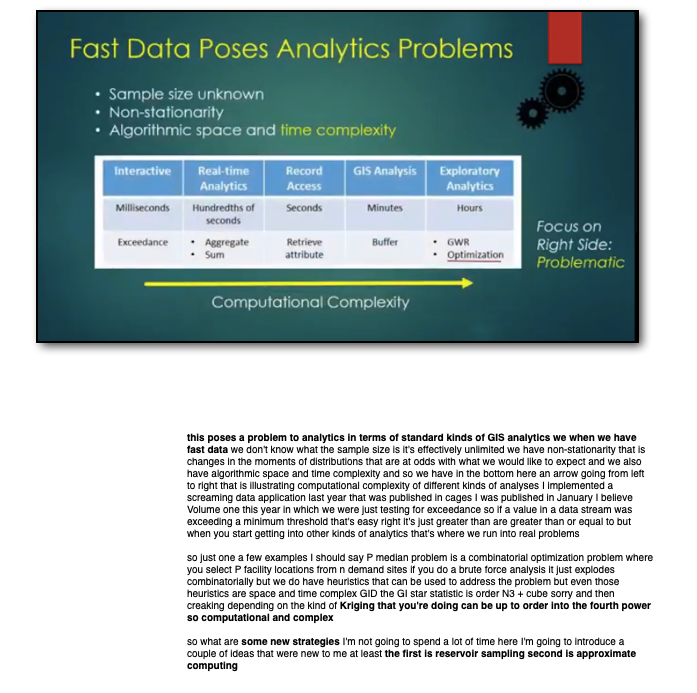 Fast Data Poses Analytics Problems
• Sample size unknown
• Non-stationarity
• Algorithmic space and time complexity
Interactive Real-time Analytics Record Access GIS Analysis Exploratory Analytics
Milliseconds Hundredths of seconds Seconds Minutes Hours
Exceedance • Aggregate • Sum Retrieve attribute Buffer • GWR • Optimization
Focus on
Right Side:
Problematic
Computational Complexity
this poses a problem to analytics in terms of standard kinds of GIS analytics we when we have
fast data we don't know what the sample size is it's effectively unlimited we have non-stationarity that is
changes in the moments of distributions that are at odds with what we would like to expect and we also
have algorithmic space and time complexity and so we have in the bottom here an arrow going from left
to right that is illustrating computational complexity of different kinds of analyses I implemented a
screaming data application last year that was published in cages I was published in January I believe
Volume one this year in which we were just testing for exceedance so if a value in a data stream was
exceeding a minimum threshold that's easy right it's just greater than are greater than or equal to but
when you start getting into other kinds of analytics that's where we run into real problems
so just one a few examples I should say P median problem is a combinatorial optimization problem where
you select P facility locations from n demand sites if you do a brute force analysis it just explodes
combinatorially but we do have heuristics that can be used to address the problem but even those
heuristics are space and time complex GID the GI star statistic is order N3 + cube sorry and then
creaking depending on the kind of Kriging that you're doing can be up to order into the fourth power
so computational and complex
so what are some new strategies I'm not going to spend a lot of time here I'm going to introduce a
couple of ideas that were new to me at least the first is reservoir sampling second is approximate
computing